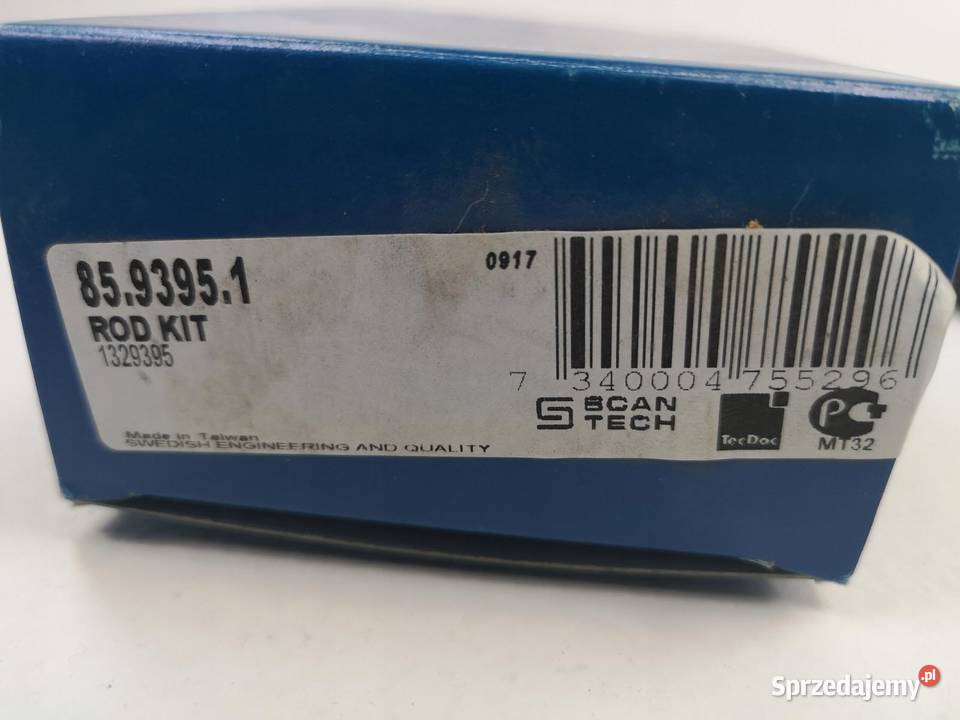 85.9395.1
ROD KIT
1329395
0917
7 340004 755296
SCAN
TECH
TecDoc
PCT
MT32
Made in Taiwan
SWEDISH ENGINEERING AND QUALITY
Sprzedajemy.pl